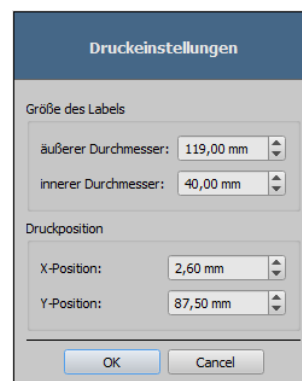 Druckeinstellungen
Größe des Labels
äußerer Durchmesser: 119,00 mm
innerer Durchmesser: 40,00 mm
Druckposition
X-Position: 2,60 mm
Y-Position: 87,50 mm
OK Cancel